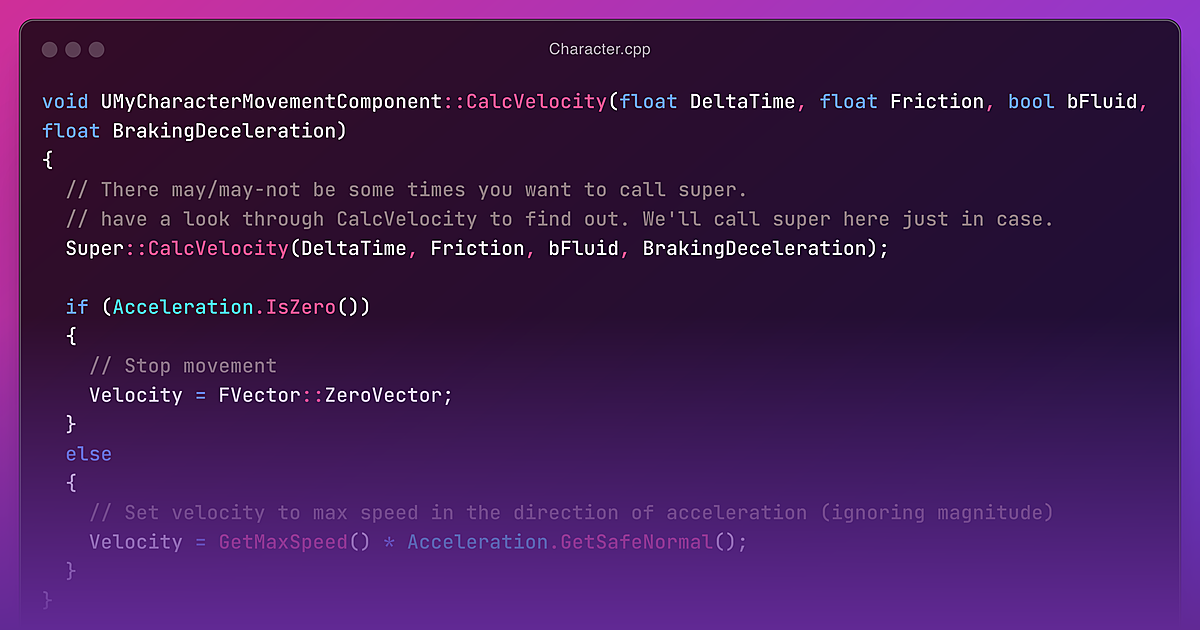 Character.cpp
void UMyCharacterMovementComponent::CalcVelocity(float DeltaTime, float Friction, bool bFluid,
float BrakingDeceleration)
{
  // There may/may-not be some times you want to call super.
  // have a look through CalcVelocity to find out. We'll call super here just in case.
  Super::CalcVelocity(DeltaTime, Friction, bFluid, BrakingDeceleration);

  if (Acceleration.IsZero())
  {
    // Stop movement
    Velocity = FVector::ZeroVector;
  }
  else
  {
    // Set velocity to max speed in the direction of acceleration (ignoring magnitude)
    Velocity = GetMaxSpeed() * Acceleration.GetSafeNormal();
  }
}